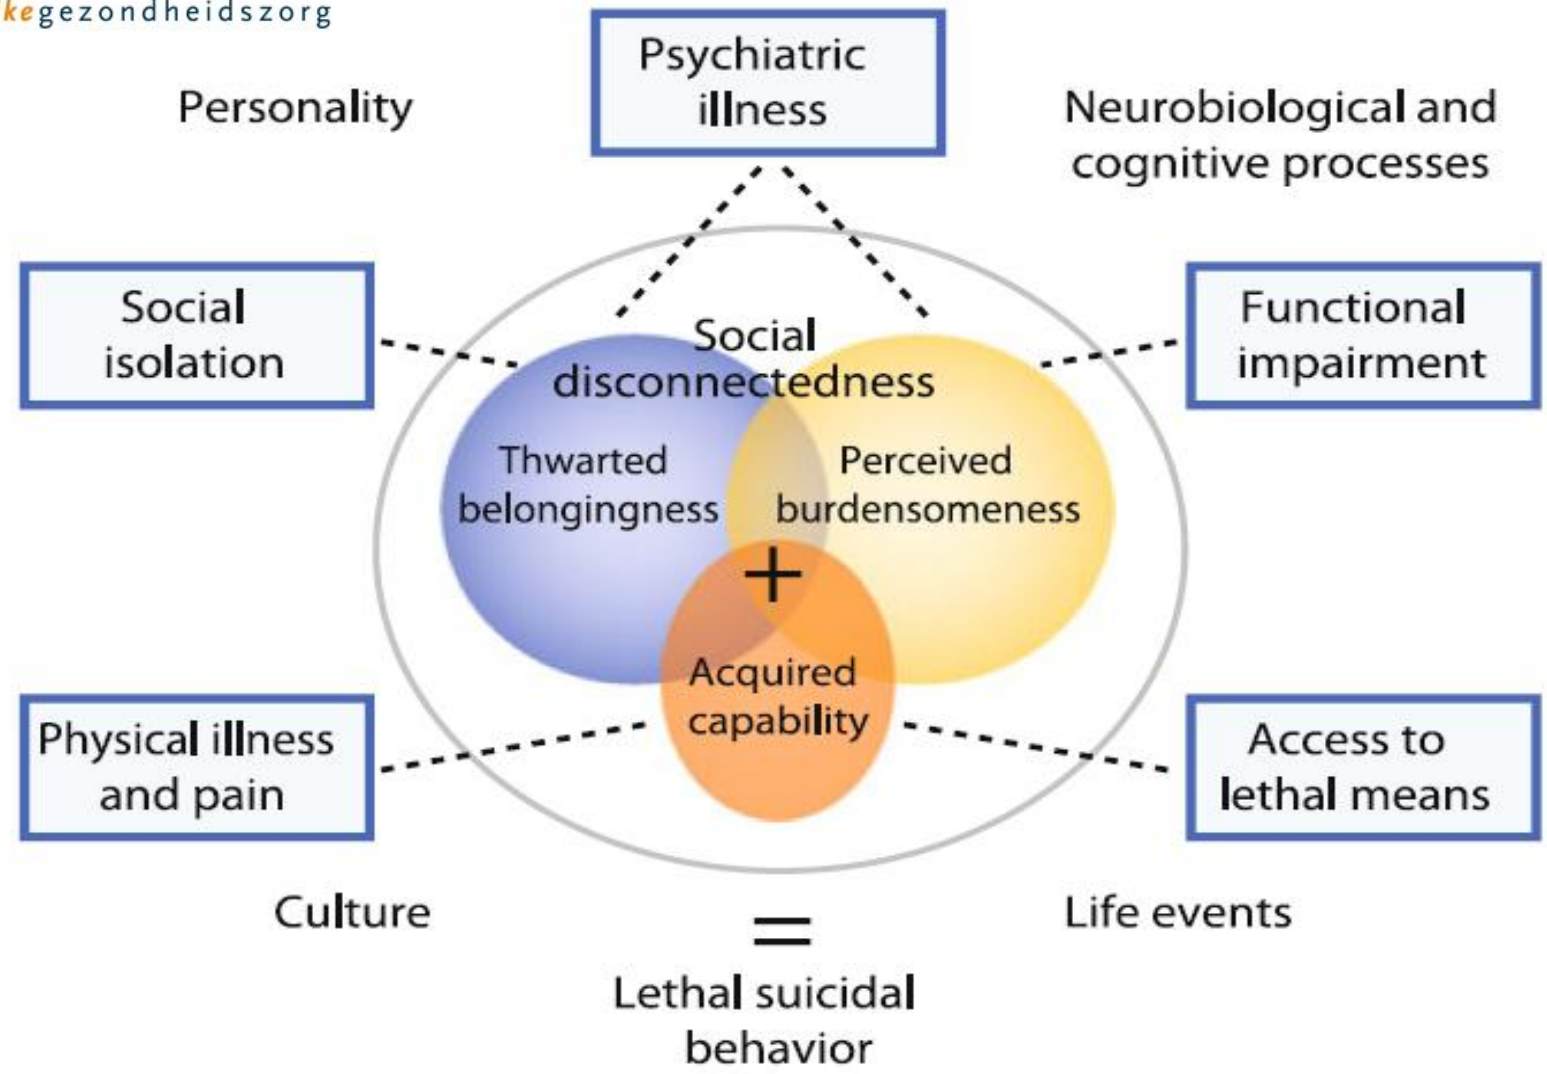 kegezondheidszorg
Psychiatric
illness
Personality
Neurobiological and
cognitive processes
Social
isolation
Functional
impairment
Social
disconnectedness
Thwarted
belongingness
Perceived
burdensomeness
+
Acquired
capability
Physical illness
and pain
Access to
lethal means
Culture
Life events
=
Lethal suicidal
behavior